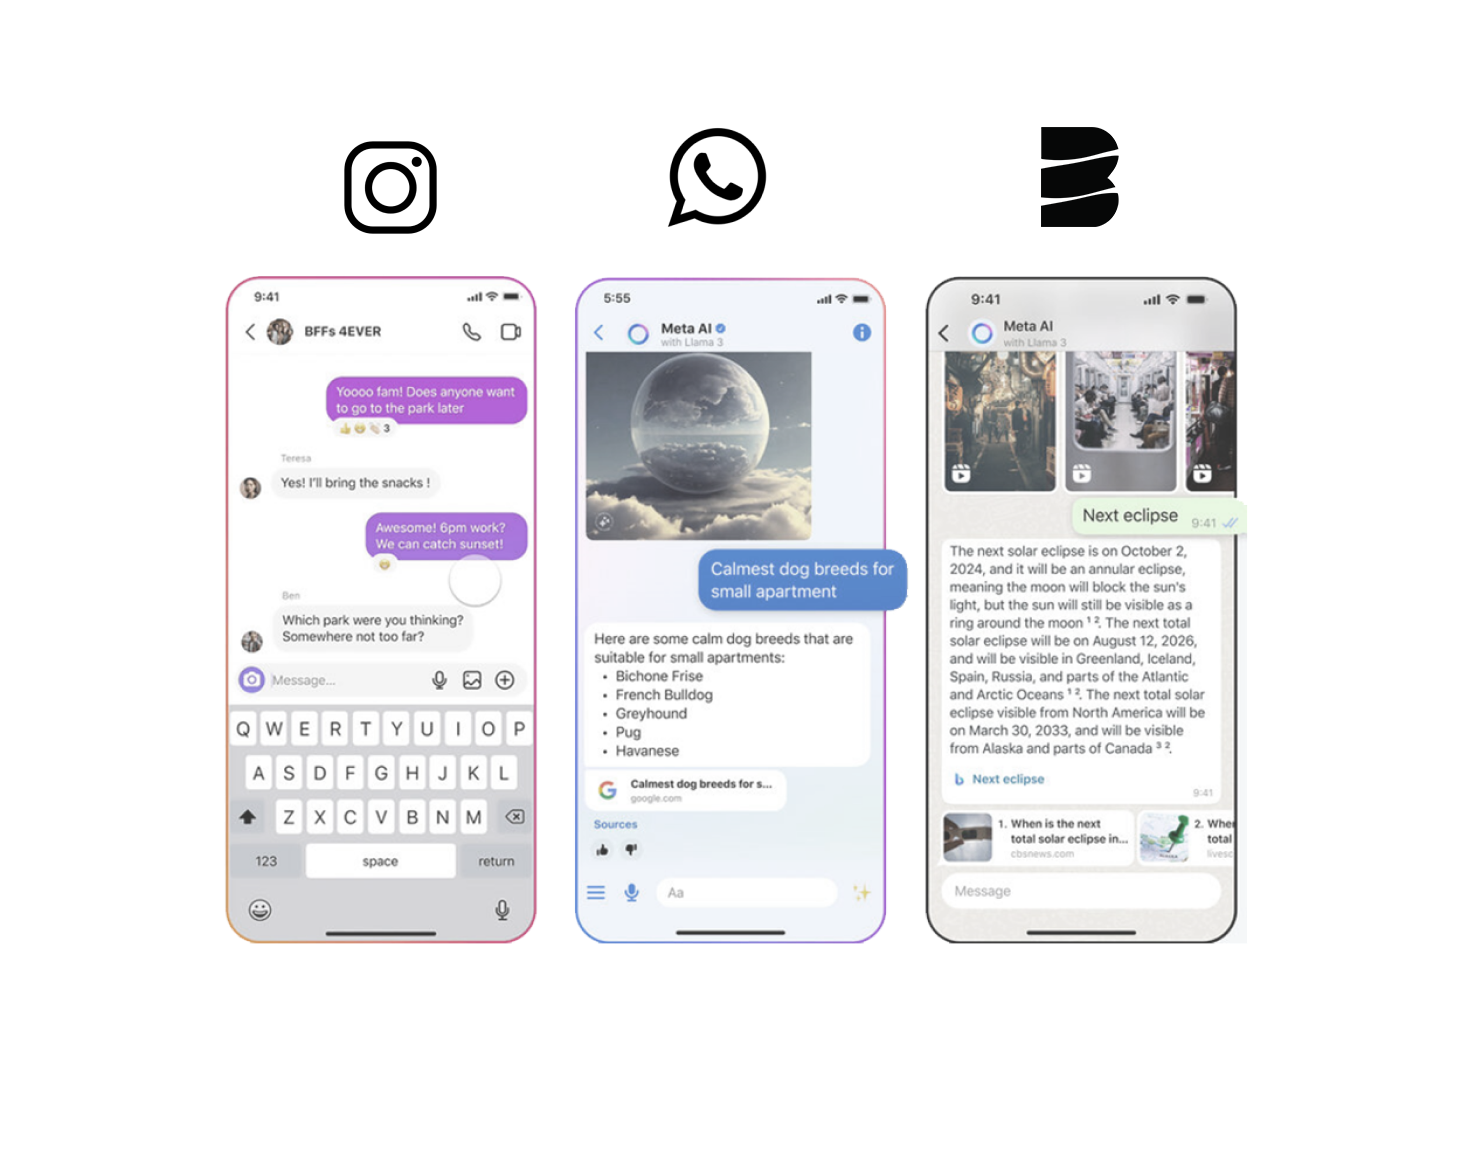 9:41
BFFs 4EVER
Yoooo fam! Does anyone want
to go to the park later
3
Teresa
Yes! I'll bring the snacks !
Awesome! 6pm work?
We can catch sunset!
Ben
Which park were you thinking?
Somewhere not too far?
Message...
Q W E R T Y U I O P
A S D F G H J K L
Z X C V B N M
123 space return
5:55
Meta AI
with Llama 3
Calmest dog breeds for
small apartment
Here are some calm dog breeds that are
suitable for small apartments:
• Bichone Frise
• French Bulldog
• Greyhound
• Pug
• Havanese
G Calmest dog breeds for s...
google.com
Sources
Aa
9:41
Meta AI
with Llama 3
Next eclipse 9:41
The next solar eclipse is on October 2,
2024, and it will be an annular eclipse,
meaning the moon will block the sun's
light, but the sun will still be visible as a
ring around the moon ¹ ². The next total
solar eclipse will be on August 12, 2026,
and will be visible in Greenland, Iceland,
Spain, Russia, and parts of the Atlantic
and Arctic Oceans ¹ ². The next total solar
eclipse visible from North America will be
on March 30, 2033, and will be visible
from Alaska and parts of Canada ³ ².
Next eclipse
9:41
1. When is the next
total solar eclipse in...
cbsnews.com
2. Wher
total
livesc
Message